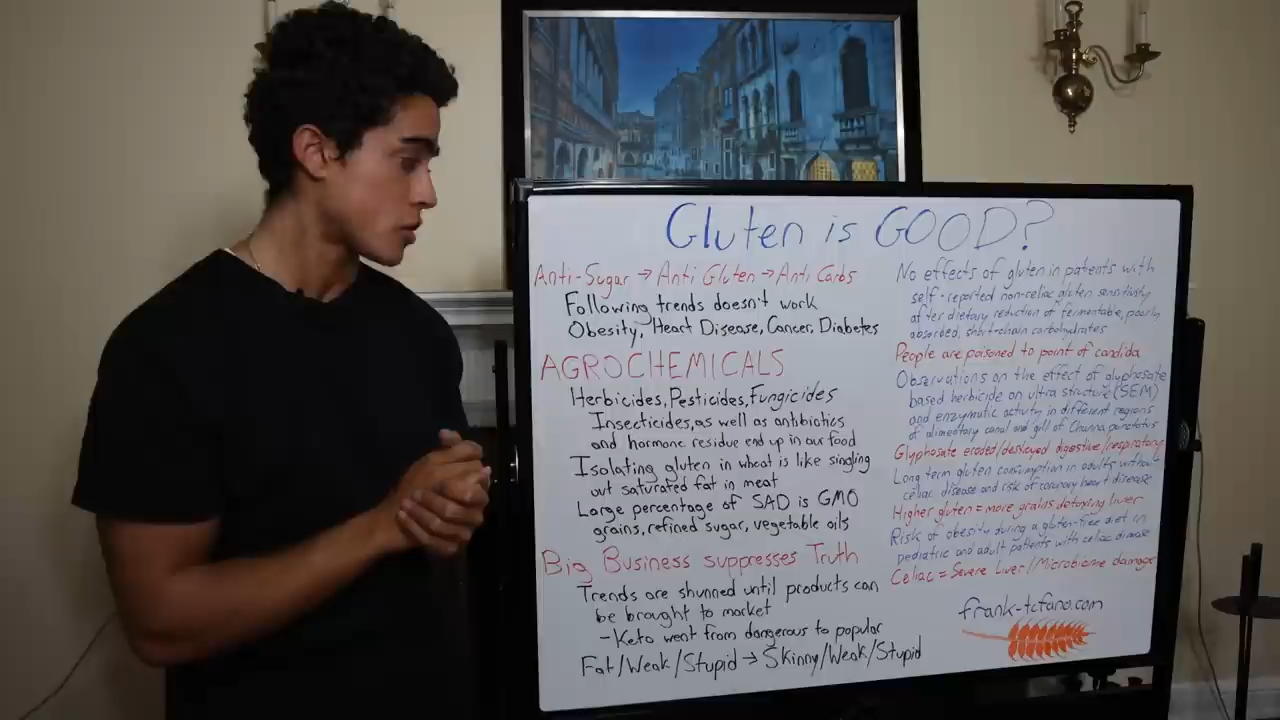 Gluten is GOOD?
Anti-Sugar → Anti Gluten → Anti Carbs
Following trends doesn't work
Obesity, Heart Disease, Cancer, Diabetes
AGROCHEMICALS
Herbicides, Pesticides, Fungicides
Insecticides, as well as antibiotics
and hormone residue end up in our food
Isolating gluten in wheat is like singling
out saturated fat in meat
Large percentage of SAD is GMO
grains, refined sugar, vegetable oils
Big Business suppresses Truth
Trends are shunned until products can
be brought to market
-Keto went from dangerous to popular
Fat/Weak/Stupid → Skinny/Weak/Stupid
No effects of gluten in patients with
self-reported non-celiac gluten sensitivity
after dietary reduction of fermentable, poorly
absorbed, short-chain carbohydrates
People are poisoned to point of candida
Observations on the effect of glyphosate
based herbicide on ultra structure (SEM)
and enzymatic activity in different regions
of alimentary canal and gill of Channa punctatus
Glyphosate eroded/destroyed digestive/respiratory
Long term gluten consumption in adults without
celiac disease and risk of coronary heart disease
Higher gluten = more grains detoxing liver
Risk of obesity during a gluten-free diet in
pediatric and adult patients with celiac disease
Celiac = Severe Liver/Microbiome damage
frank-tufano.com